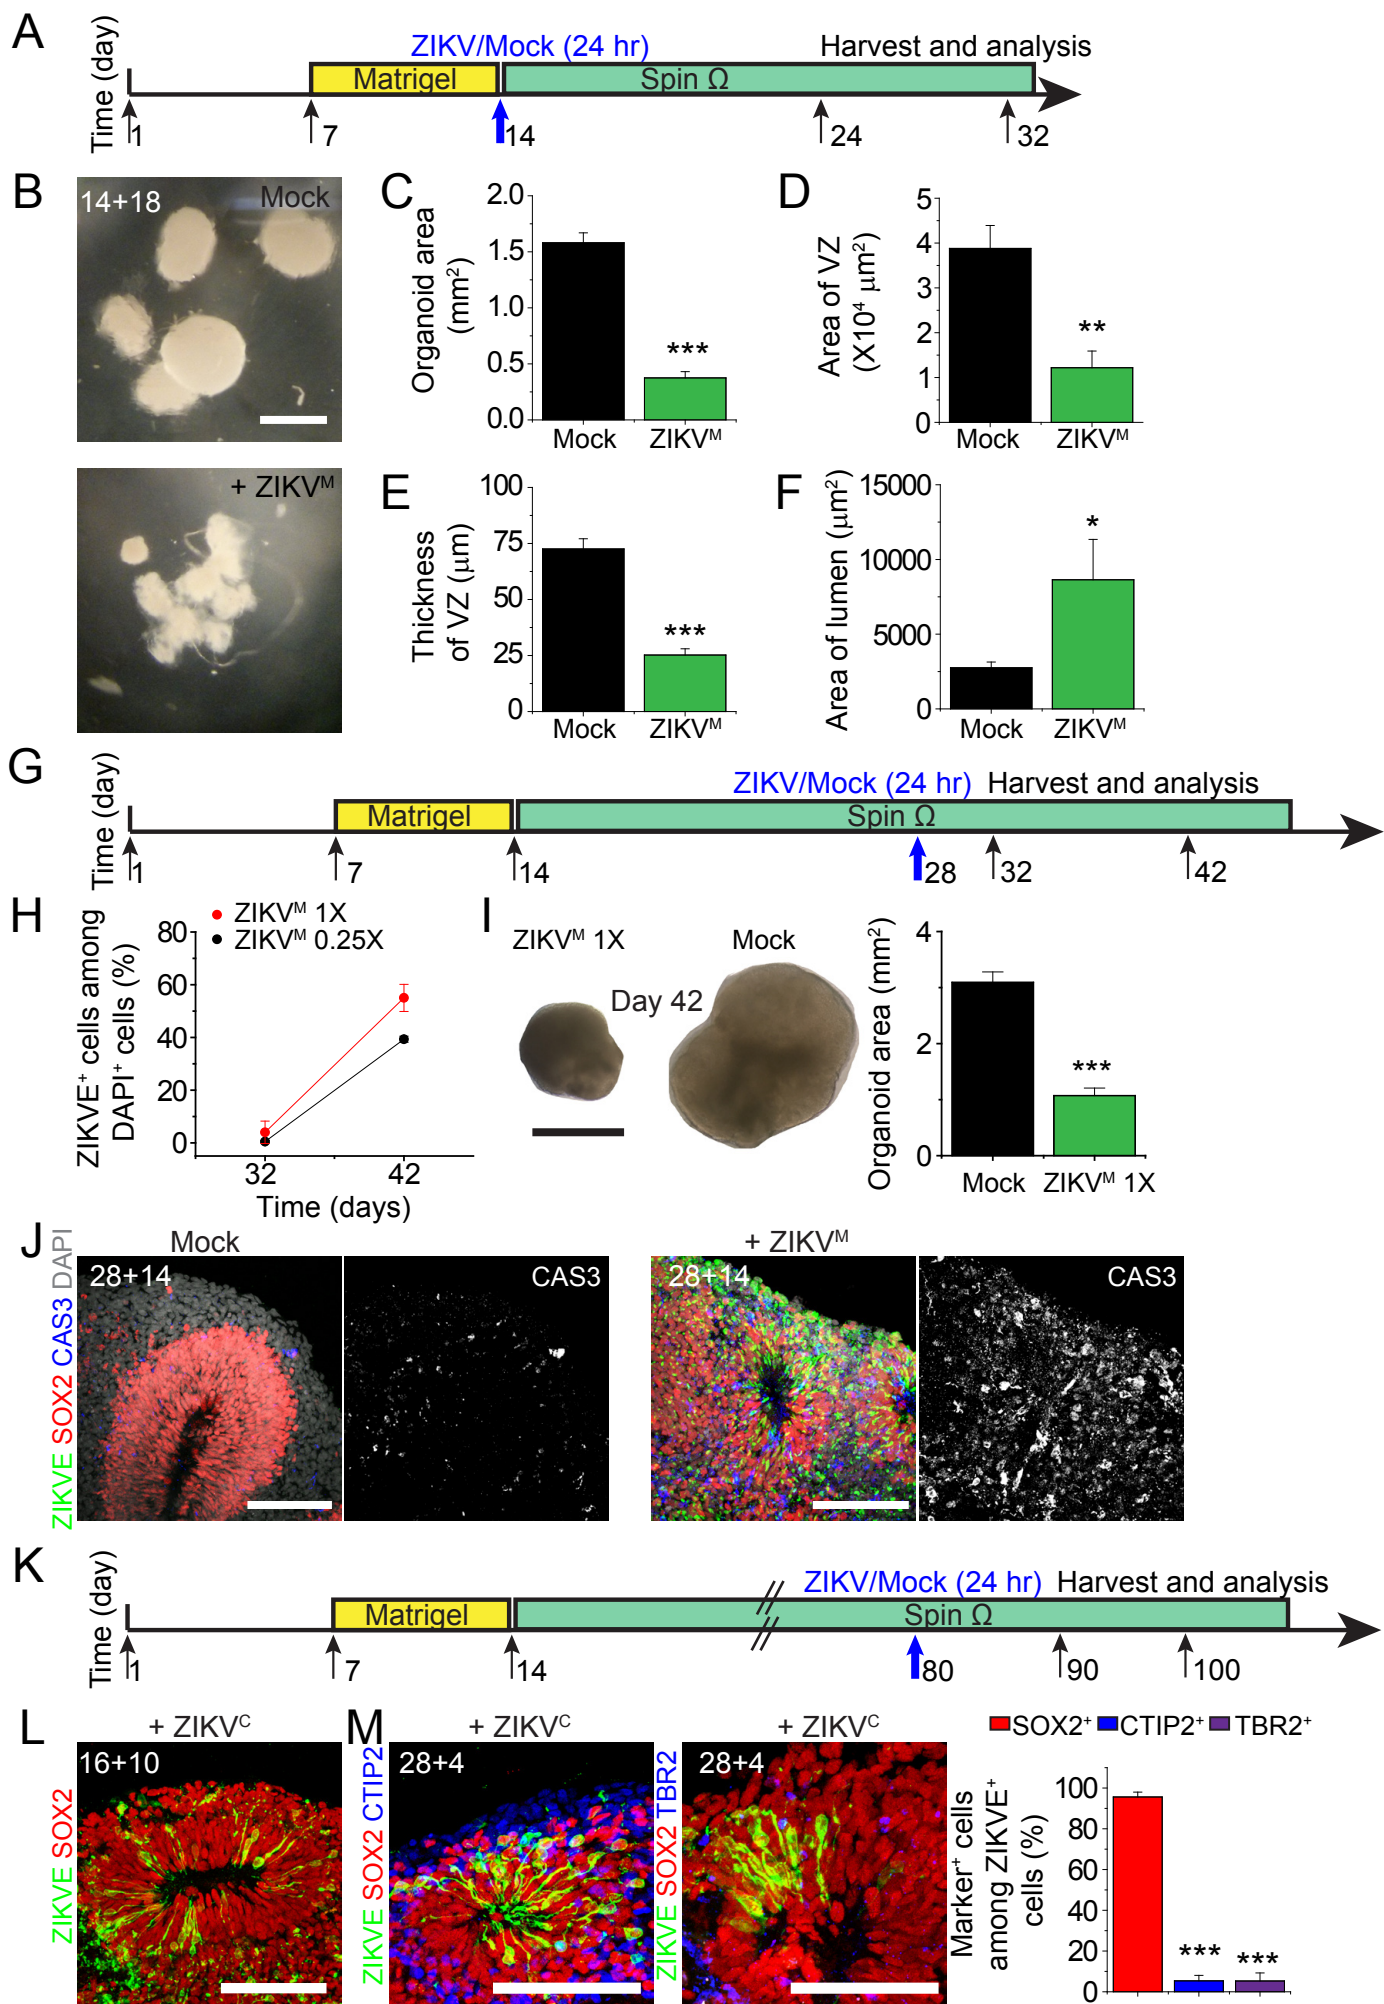 A
Time (day)
ZIKV/Mock (24 hr)
Harvest and analysis
Matrigel
Spin Ω
1
7
14
24
32
B
14+18
Mock
+ ZIKVᴹ
C
Organoid area
(mm²)
2.0
1.5
1.0
0.5
0.0
***
Mock
ZIKVᴹ
D
Area of VZ
(X10⁴ μm²)
5
4
3
2
1
0
**
Mock
ZIKVᴹ
E
Thickness
of VZ (μm)
100
75
50
25
0
***
Mock
ZIKVᴹ
F
Area of lumen (μm²)
15000
10000
5000
0
*
Mock
ZIKVᴹ
G
Time (day)
ZIKV/Mock (24 hr)
Harvest and analysis
Matrigel
Spin Ω
1
7
14
28
32
42
H
ZIKVE⁺ cells among
DAPI⁺ cells (%)
ZIKVᴹ 1X
ZIKVᴹ 0.25X
80
60
40
20
0
32
42
Time (days)
I
ZIKVᴹ 1X
Mock
Day 42
Organoid area (mm²)
4
2
0
***
Mock
ZIKVᴹ 1X
J
ZIKVE SOX2 CAS3 DAPI
Mock
28+14
CAS3
+ ZIKVᴹ
28+14
CAS3
K
Time (day)
ZIKV/Mock (24 hr)
Harvest and analysis
Matrigel
Spin Ω
1
7
14
80
90
100
L
+ ZIKVᶜ
ZIKVE SOX2
16+10
M
+ ZIKVᶜ
ZIKVE SOX2 CTIP2
28+4
+ ZIKVᶜ
ZIKVE SOX2 TBR2
28+4
SOX2⁺
CTIP2⁺
TBR2⁺
Marker⁺ cells
among ZIKVE⁺
cells (%)
100
80
60
40
20
0
***
***